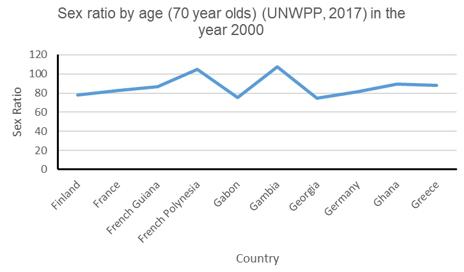 Sex ratio by age (70 year olds) (UNWPP, 2017) in the
year 2000
120
100
80
60
40
20
0
Sex Ratio
Finland
France
French Guiana
French Polynesia
Gabon
Gambia
Georgia
Germany
Ghana
Greece
Country